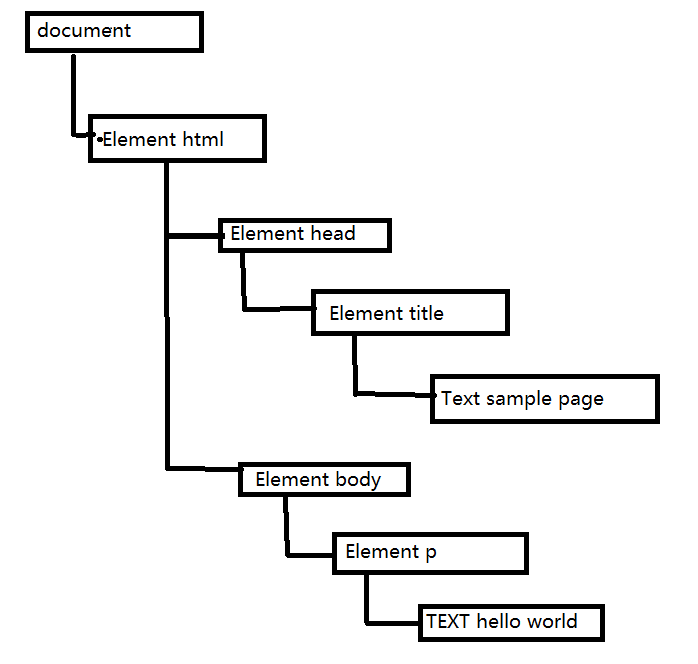 document
Element html
Element head
Element title
Text sample page
Element body
Element p
TEXT hello world